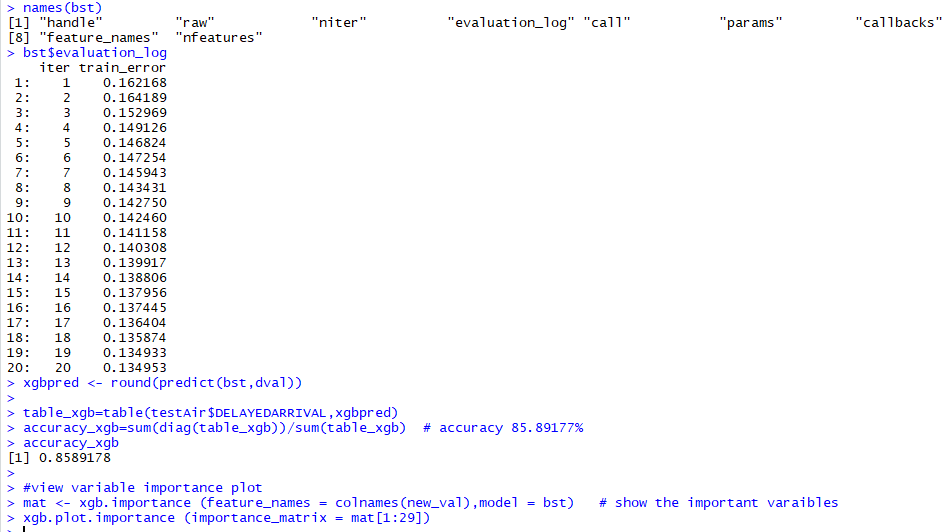 > names(bst)
[1] "handle" "raw" "niter" "evaluation_log" "call" "params" "callbacks"
[8] "feature_names" "nfeatures"
> bst$evaluation_log
iter train_error
1: 1 0.162168
2: 2 0.164189
3: 3 0.152969
4: 4 0.149126
5: 5 0.146824
6: 6 0.147254
7: 7 0.145943
8: 8 0.143431
9: 9 0.142750
10: 10 0.142460
11: 11 0.141158
12: 12 0.140308
13: 13 0.139917
14: 14 0.138806
15: 15 0.137956
16: 16 0.137445
17: 17 0.136404
18: 18 0.135874
19: 19 0.134933
20: 20 0.134953
> xgbpred <- round(predict(bst,dval))
>
> table_xgb=table(testAir$DELAYEDARRIVAL,xgbpred)
> accuracy_xgb=sum(diag(table_xgb))/sum(table_xgb) # accuracy 85.89177%
> accuracy_xgb
[1] 0.8589178
>
> #view variable importance plot
> mat <- xgb.importance (feature_names = colnames(new_val),model = bst) # show the important varaibles
> xgb.plot.importance (importance_matrix = mat[1:29])
>